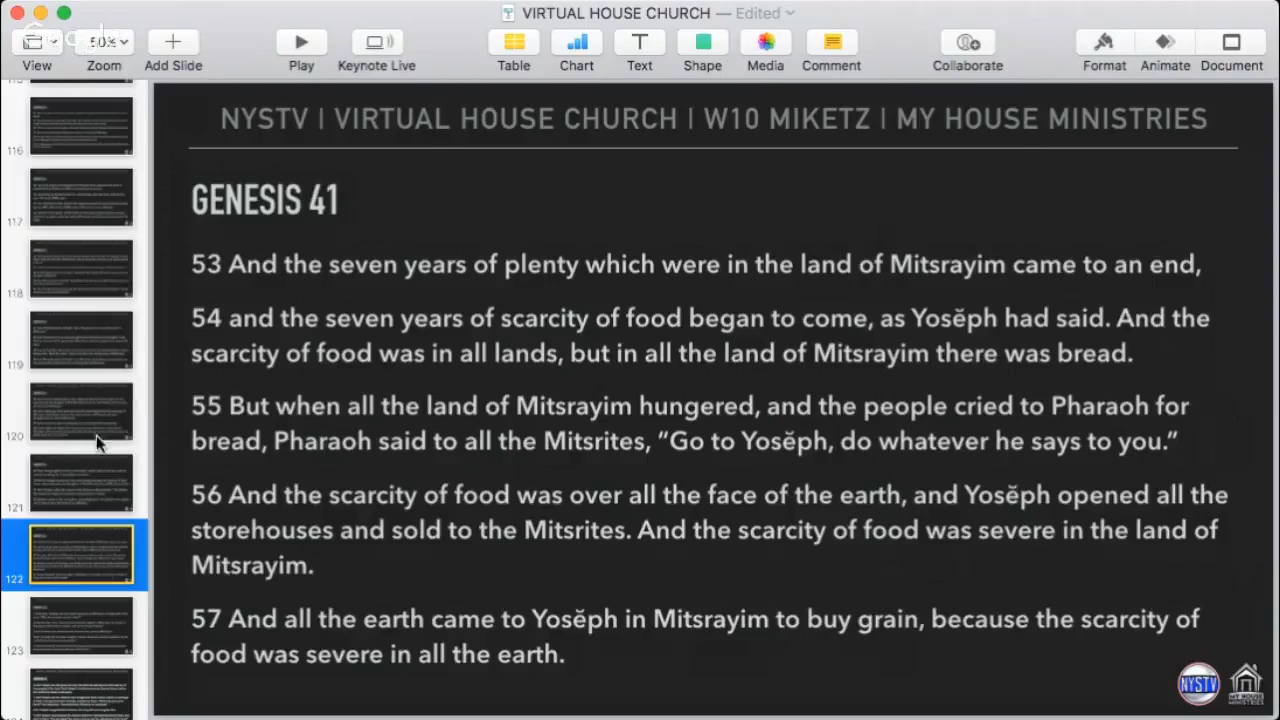 VIRTUAL HOUSE CHURCH — Edited
50%
View Zoom Add Slide Play Keynote Live Table Chart Text Shape Media Comment Collaborate Format Animate Document
NYSTV | VIRTUAL HOUSE CHURCH | MIKETZ | MY HOUSE MINISTRIES
GENESIS 41
53 And the seven years of plenty which were in the land of Mitsrayim came to an end,
54 and the seven years of scarcity of food began to come, as Yosĕph had said. And the
scarcity of food was in all lands, but in all the land of Mitsrayim there was bread.
55 But when all the land of Mitsrayim hungered, and the people cried to Pharaoh for
bread, Pharaoh said to all the Mitsrites, “Go to Yosĕph, do whatever he says to you.”
56 And the scarcity of food was over all the face of the earth, and Yosĕph opened all the
storehouses and sold to the Mitsrites. And the scarcity of food was severe in the land of
Mitsrayim.
57 And all the earth came to Yosĕph in Mitsrayim to buy grain, because the scarcity of
food was severe in all the earth.
116
117
118
119
120
121
122
123
NYSTV
MY HOUSE
MINISTRIES